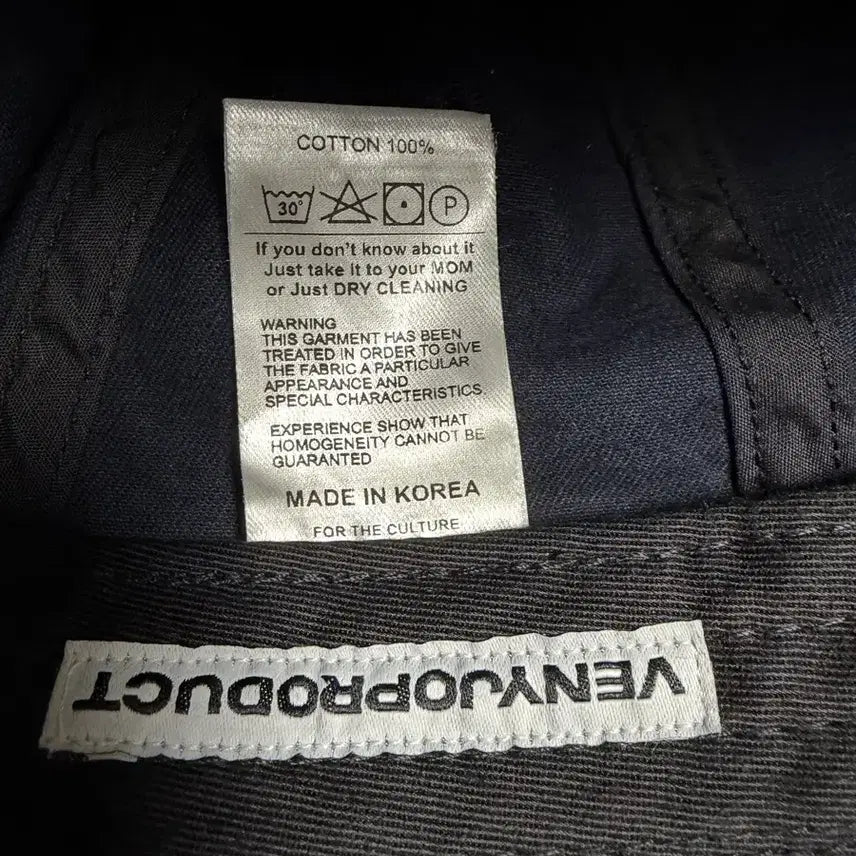 COTTON 100%
30°
P
If you don't know about it
Just take it to your MOM
or Just DRY CLEANING
WARNING
THIS GARMENT HAS BEEN
TREATED IN ORDER TO GIVE
THE FABRIC A PARTICULAR
APPEARANCE AND
SPECIAL CHARACTERISTICS
EXPERIENCE SHOW THAT
HOMOGENEITY CANNOT BE
GUARANTED
MADE IN KOREA
FOR THE CULTURE
VENYJOPRODUCT